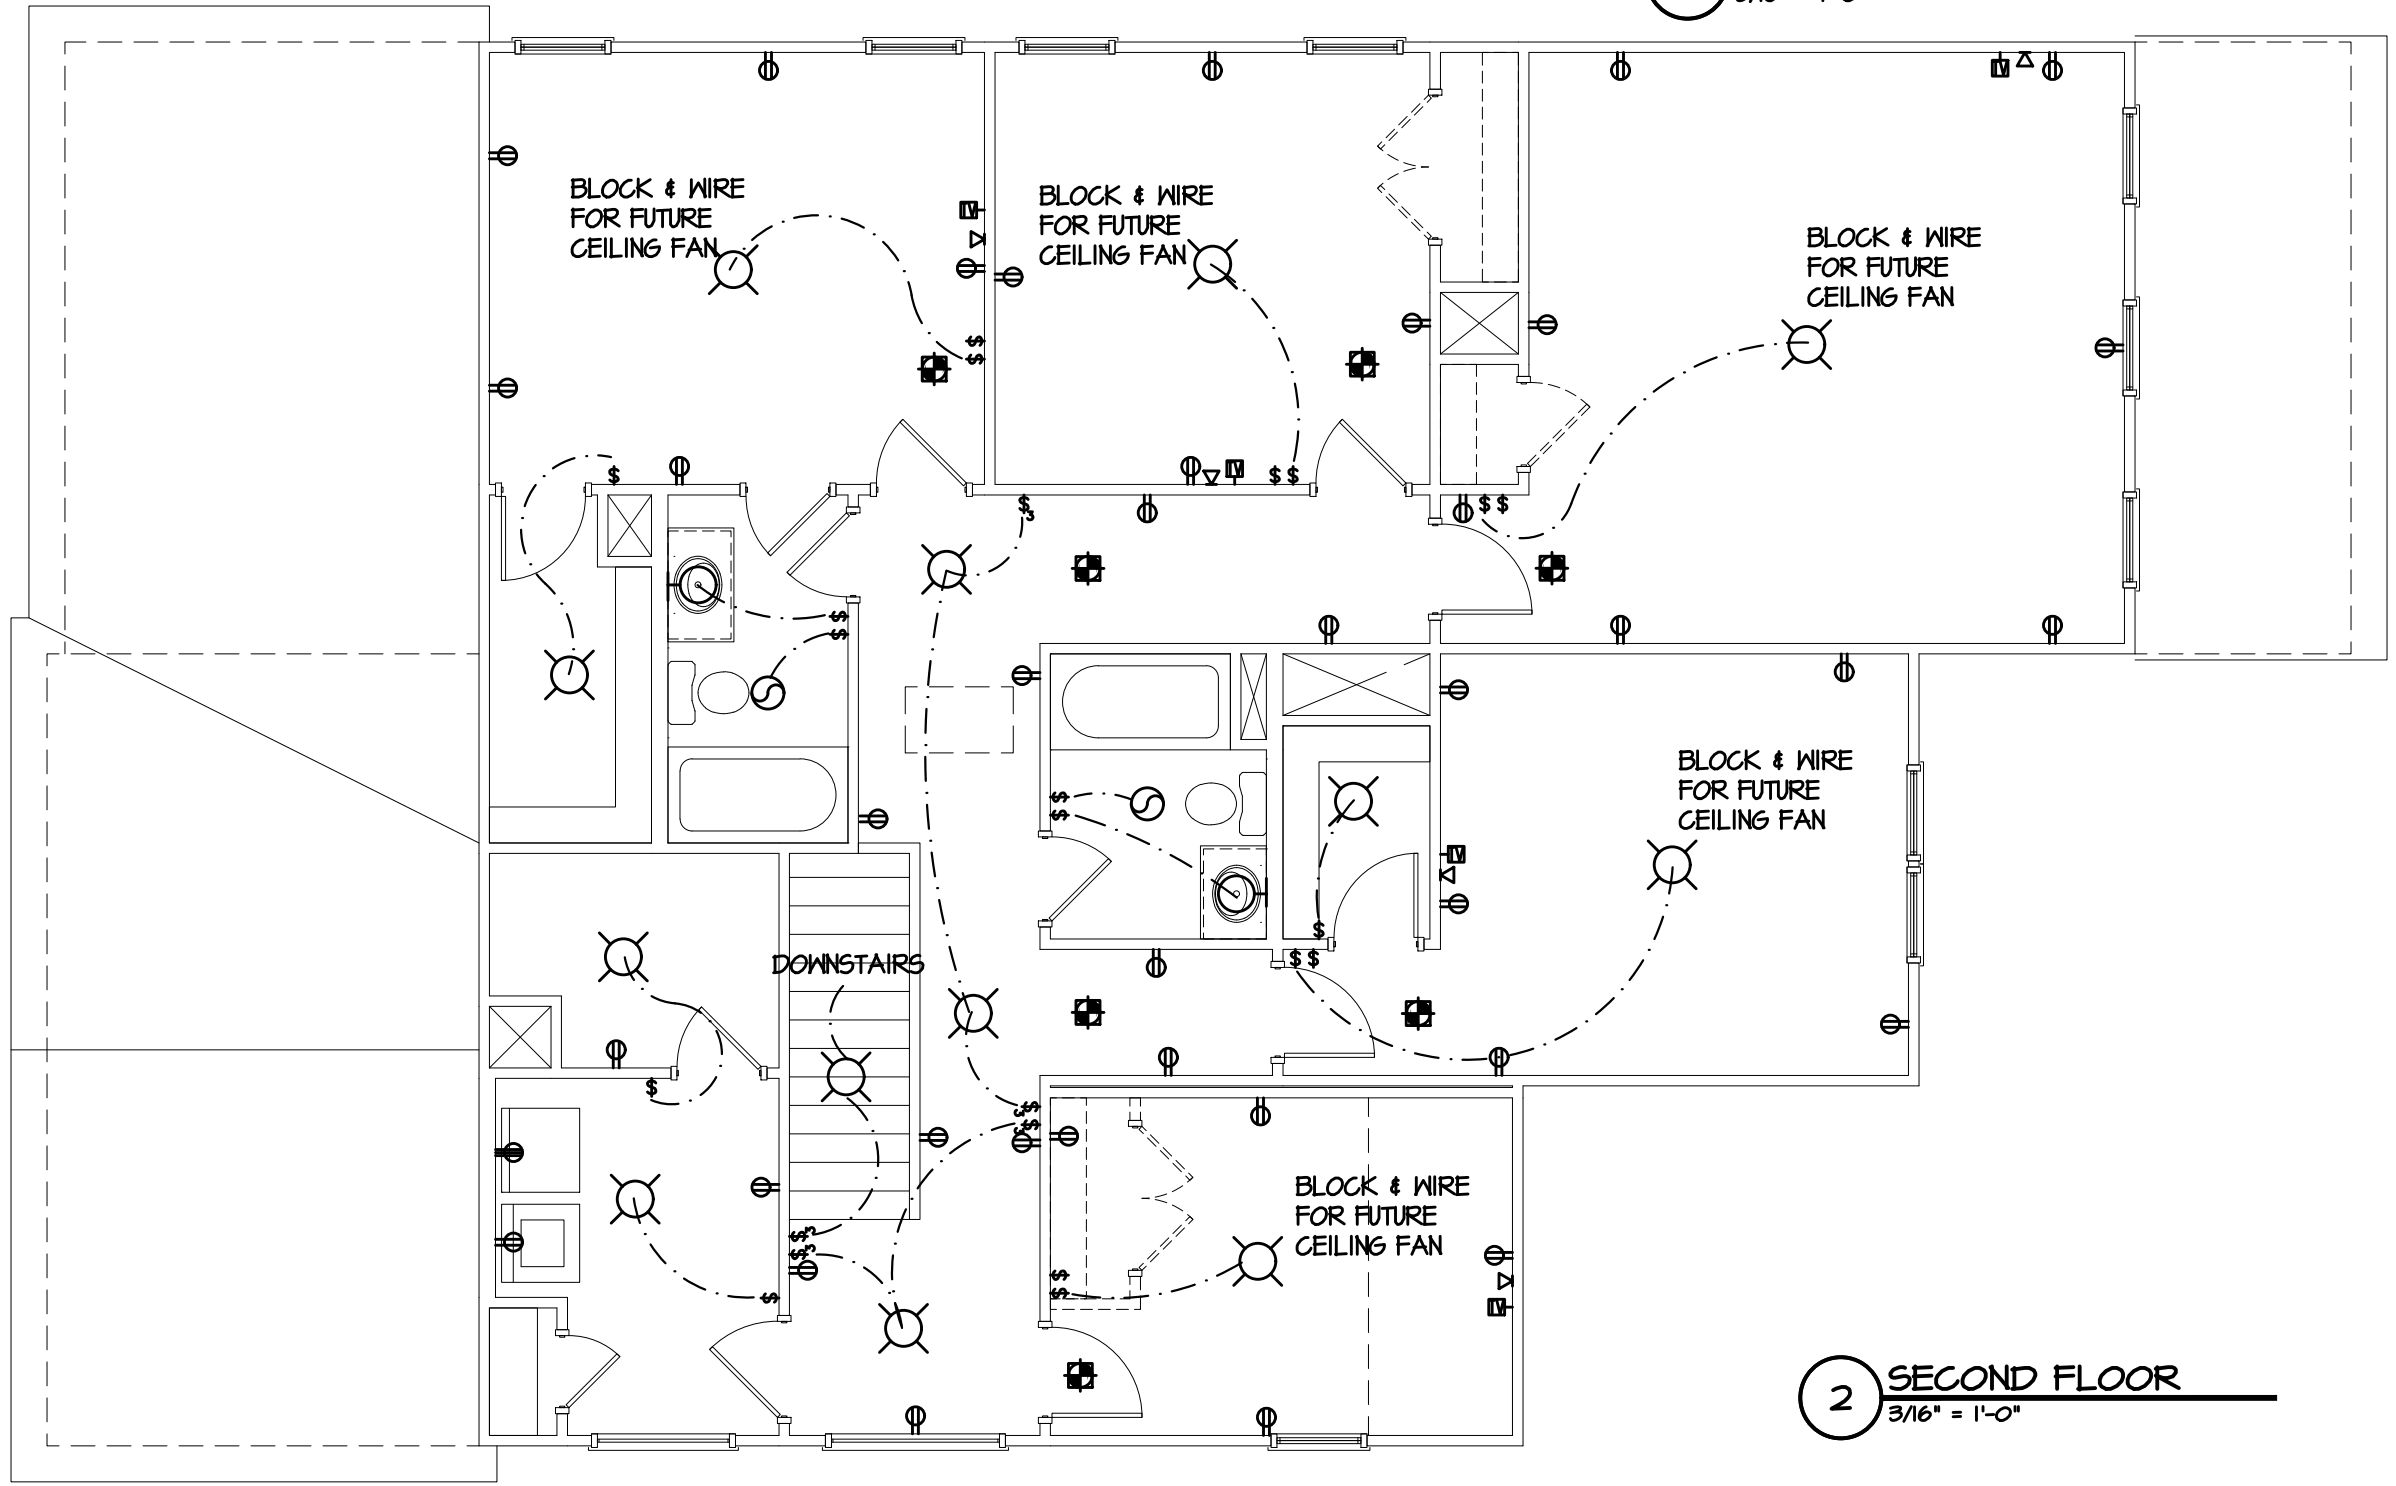 BLOCK & WIRE
FOR FUTURE
CEILING FAN
BLOCK & WIRE
FOR FUTURE
CEILING FAN
BLOCK & WIRE
FOR FUTURE
CEILING FAN
BLOCK & WIRE
FOR FUTURE
CEILING FAN
DOWNSTAIRS
BLOCK & WIRE
FOR FUTURE
CEILING FAN
2
SECOND FLOOR
3/16" = 1'-0"